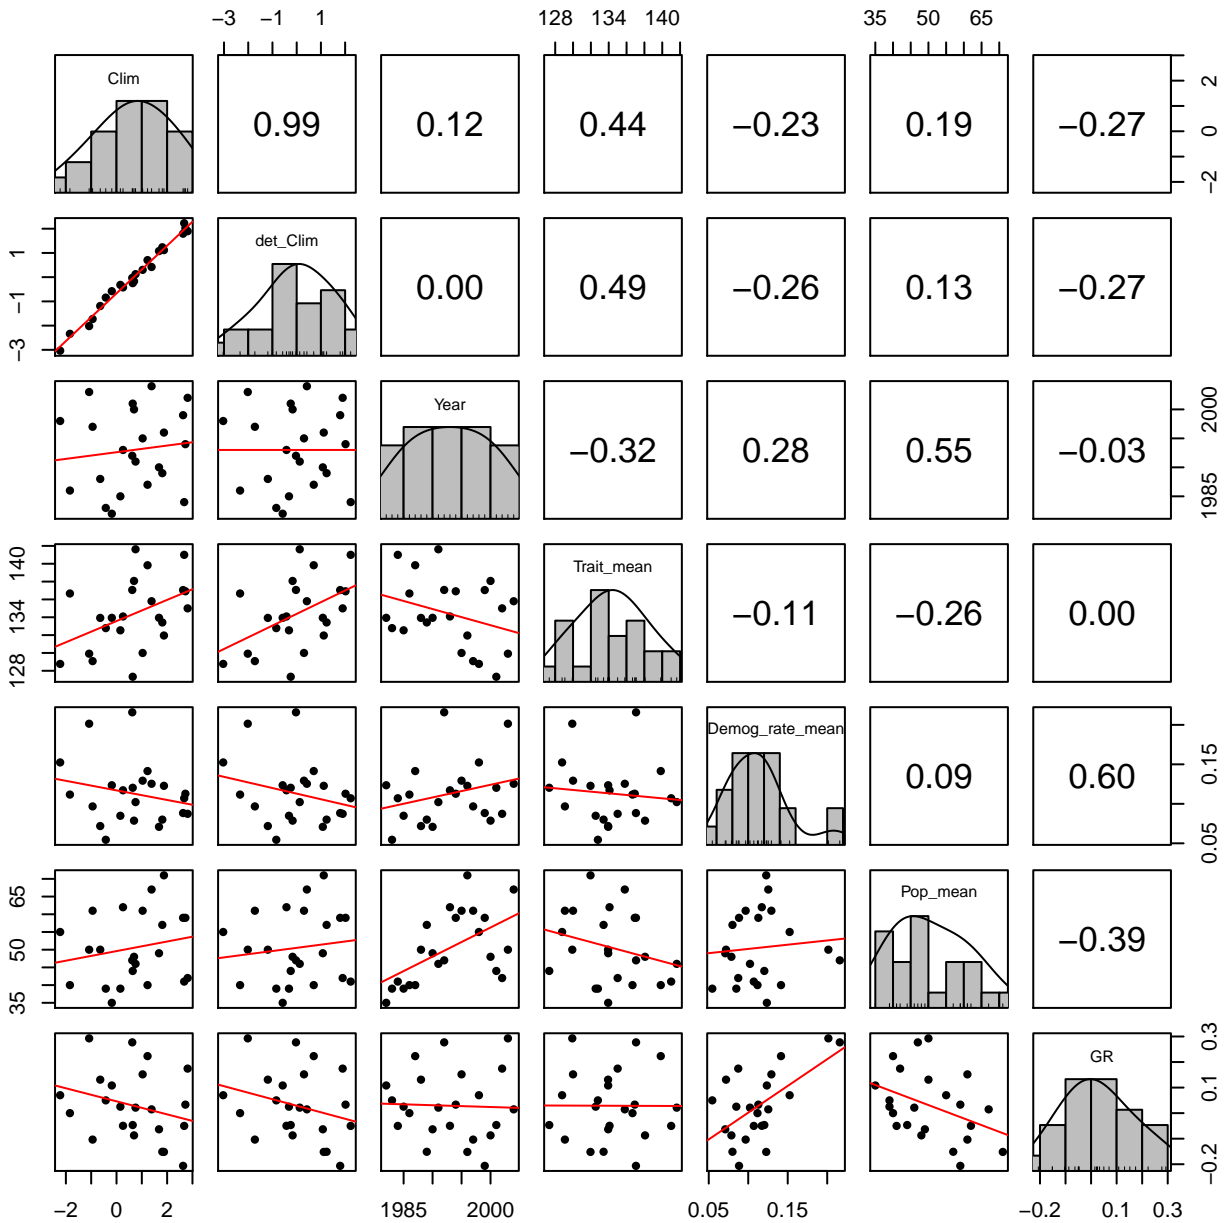 −3 −1 1 128 134 140 35 50 65
Clim 0.99 0.12 0.44 −0.23 0.19 −0.27 −2 0 2
−3 −1 1 det_Clim 0.00 0.49 −0.26 0.13 −0.27
Year −0.32 0.28 0.55 −0.03 1985 2000
128 134 140 Trait_mean −0.11 −0.26 0.00
Demog_rate_mean 0.09 0.60 0.05 0.15
35 50 65 Pop_mean −0.39
GR −0.2 0.1 0.3
−2 0 2 1985 2000 0.05 0.15 −0.2 0.1 0.3